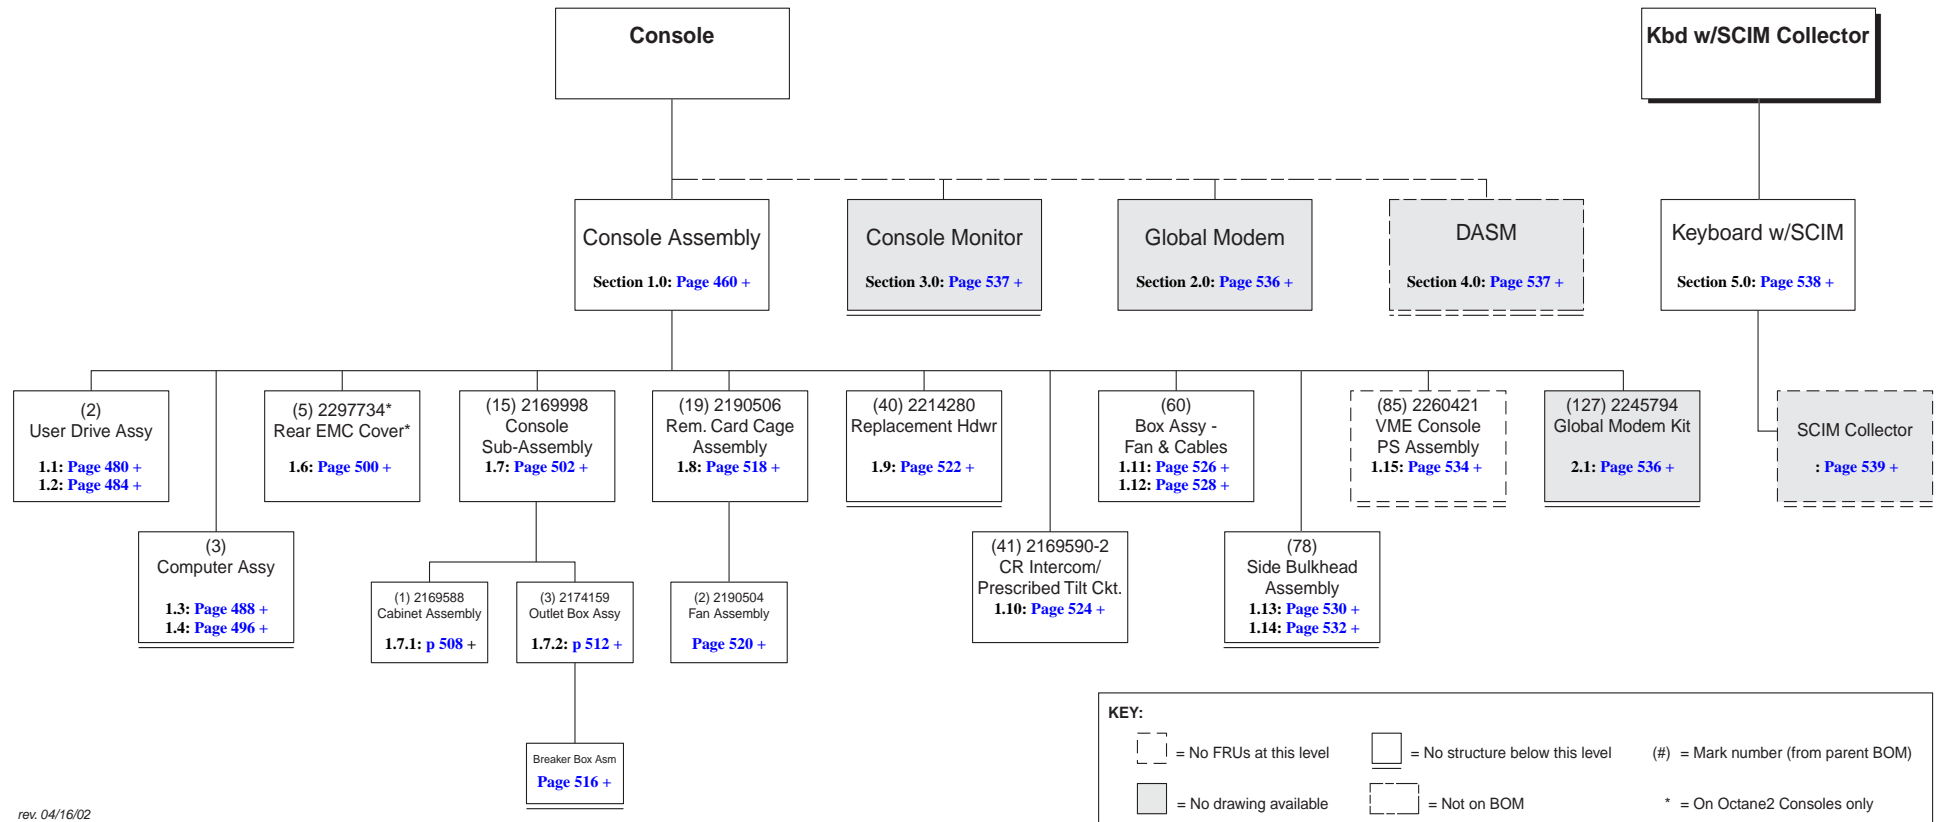 Console
Kbd w/SCIM Collector
Console Assembly
Section 1.0: Page 460 +
Console Monitor
Section 3.0: Page 537 +
Global Modem
Section 2.0: Page 536 +
DASM
Section 4.0: Page 537 +
Keyboard w/SCIM
Section 5.0: Page 538 +
(2)
User Drive Assy
1.1: Page 480 +
1.2: Page 484 +
(5) 2297734*
Rear EMC Cover*
1.6: Page 500 +
(15) 2169998
Console
Sub-Assembly
1.7: Page 502 +
(19) 2190506
Rem. Card Cage
Assembly
1.8: Page 518 +
(40) 2214280
Replacement Hdwr
1.9: Page 522 +
(60)
Box Assy -
Fan & Cables
1.11: Page 526 +
1.12: Page 528 +
(85) 2260421
VME Console
PS Assembly
1.15: Page 534 +
(127) 2245794
Global Modem Kit
2.1: Page 536 +
SCIM Collector
: Page 539 +
(3)
Computer Assy
1.3: Page 488 +
1.4: Page 496 +
(1) 2169588
Cabinet Assembly
1.7.1: p 508 +
(3) 2174159
Outlet Box Assy
1.7.2: p 512 +
(2) 2190504
Fan Assembly
Page 520 +
(41) 2169590-2
CR Intercom/
Prescribed Tilt Ckt.
1.10: Page 524 +
(78)
Side Bulkhead
Assembly
1.13: Page 530 +
1.14: Page 532 +
Breaker Box Asm
Page 516 +
KEY:
= No FRUs at this level
= No structure below this level
(#) = Mark number (from parent BOM)
= No drawing available
= Not on BOM
* = On Octane2 Consoles only
rev. 04/16/02